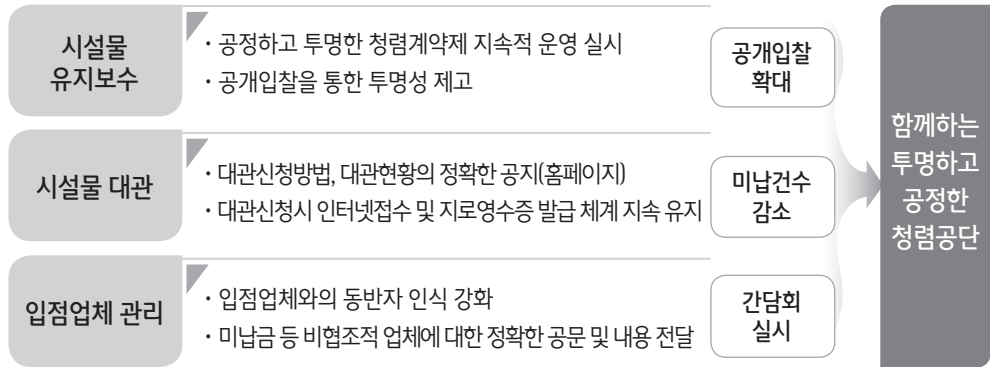 시설물
유지보수
· 공정하고 투명한 청렴계약제 지속적 운영 실시
· 공개입찰을 통한 투명성 제고
공개입찰
확대
시설물 대관
· 대관신청방법, 대관현황의 정확한 공지(홈페이지)
· 대관신청시 인터넷접수 및 지로영수증 발급 체계 지속 유지
미납건수
감소
입점업체 관리
· 입점업체와의 동반자 인식 강화
· 미납금 등 비협조적 업체에 대한 정확한 공문 및 내용 전달
간담회
실시
함께하는
투명하고
공정한
청렴공단